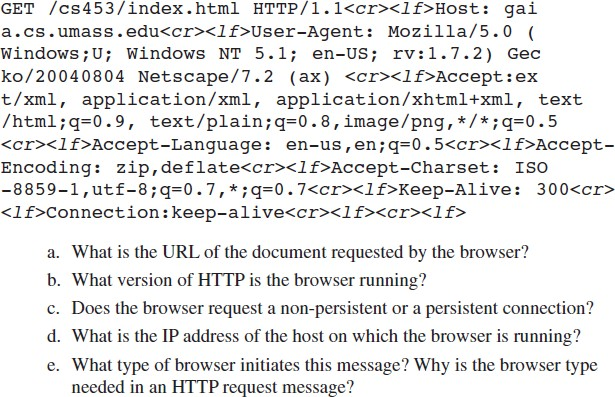 GET /cs453/index.html HTTP/1.1<cr><lf>Host: gai
a.cs.umass.edu<cr><lf>User-Agent: Mozilla/5.0 (
Windows;U; Windows NT 5.1; en-US; rv:1.7.2) Gec
ko/20040804 Netscape/7.2 (ax) <cr><lf>Accept:ex
t/xml, application/xml, application/xhtml+xml, text
/html;q=0.9, text/plain;q=0.8,image/png,*/*;q=0.5
<cr><lf>Accept-Language: en-us,en;q=0.5<cr><lf>Accept-
Encoding: zip,deflate<cr><lf>Accept-Charset: ISO
-8859-1,utf-8;q=0.7,*;q=0.7<cr><lf>Keep-Alive: 300<cr>
<lf>Connection:keep-alive<cr><lf><cr><lf>
a. What is the URL of the document requested by the browser?
b. What version of HTTP is the browser running?
c. Does the browser request a non-persistent or a persistent connection?
d. What is the IP address of the host on which the browser is running?
e. What type of browser initiates this message? Why is the browser type
needed in an HTTP request message?